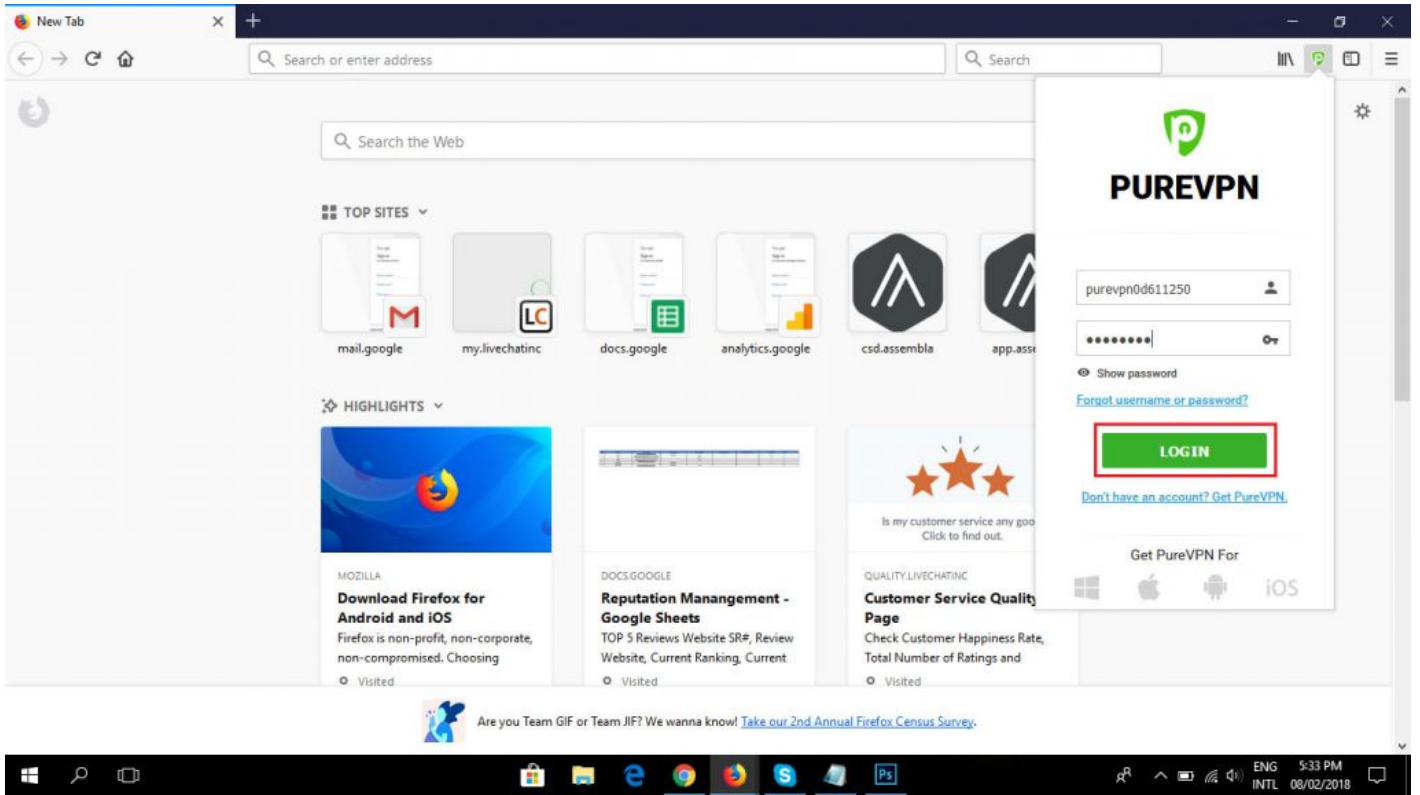 New Tab
Search or enter address
Search
Search the Web
PUREVPN
TOP SITES
mail.google
my.livechatinc
LC
docs.google
analytics.google
csd.assembla
app.asse
purevpn0d611250
Show password
Forgot username or password?
LOGIN
Don't have an account? Get PureVPN.
Get PureVPN For
iOS
HIGHLIGHTS
MOZILLA
Download Firefox for
Android and iOS
Firefox is non-profit, non-corporate,
non-compromised. Choosing
Visited
DOCS.GOOGLE
Reputation Manangement -
Google Sheets
TOP 5 Reviews Website SR#, Review
Website, Current Ranking, Current
Visited
Is my customer service any goo
Click to find out.
QUALITY.LIVECHATINC
Customer Service Quality
Page
Check Customer Happiness Rate,
Total Number of Ratings and
Visited
Are you Team GIF or Team JIF? We wanna know! Take our 2nd Annual Firefox Census Survey.
Ps
ENG
INTL
5:33 PM
08/02/2018